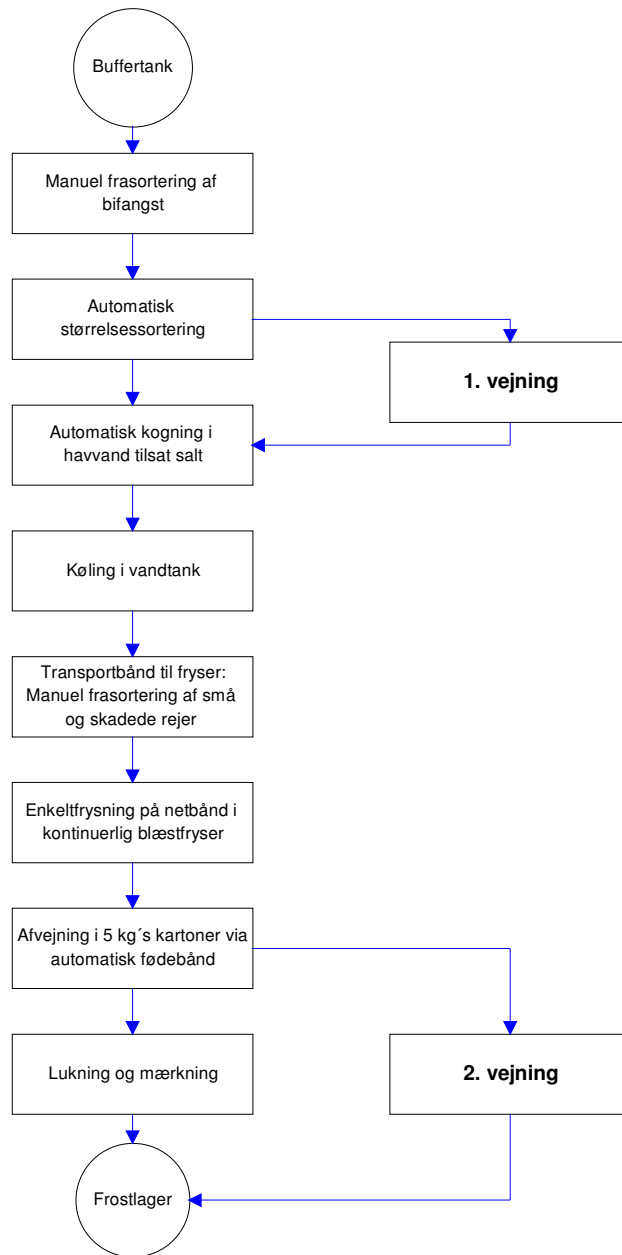 Buffertank
Manuel frasortering af
bifangst
Automatisk
størrelsessortering
1. vejning
Automatisk kogning i
havvand tilsat salt
Køling i vandtank
Transportbånd til fryser:
Manuel frasortering af små
og skadede rejer
Enkeltfrysning på netbånd i
kontinuerlig blæstfryser
Afvejning i 5 kg´s kartoner via
automatisk fødebånd
Lukning og mærkning
2. vejning
Frostlager